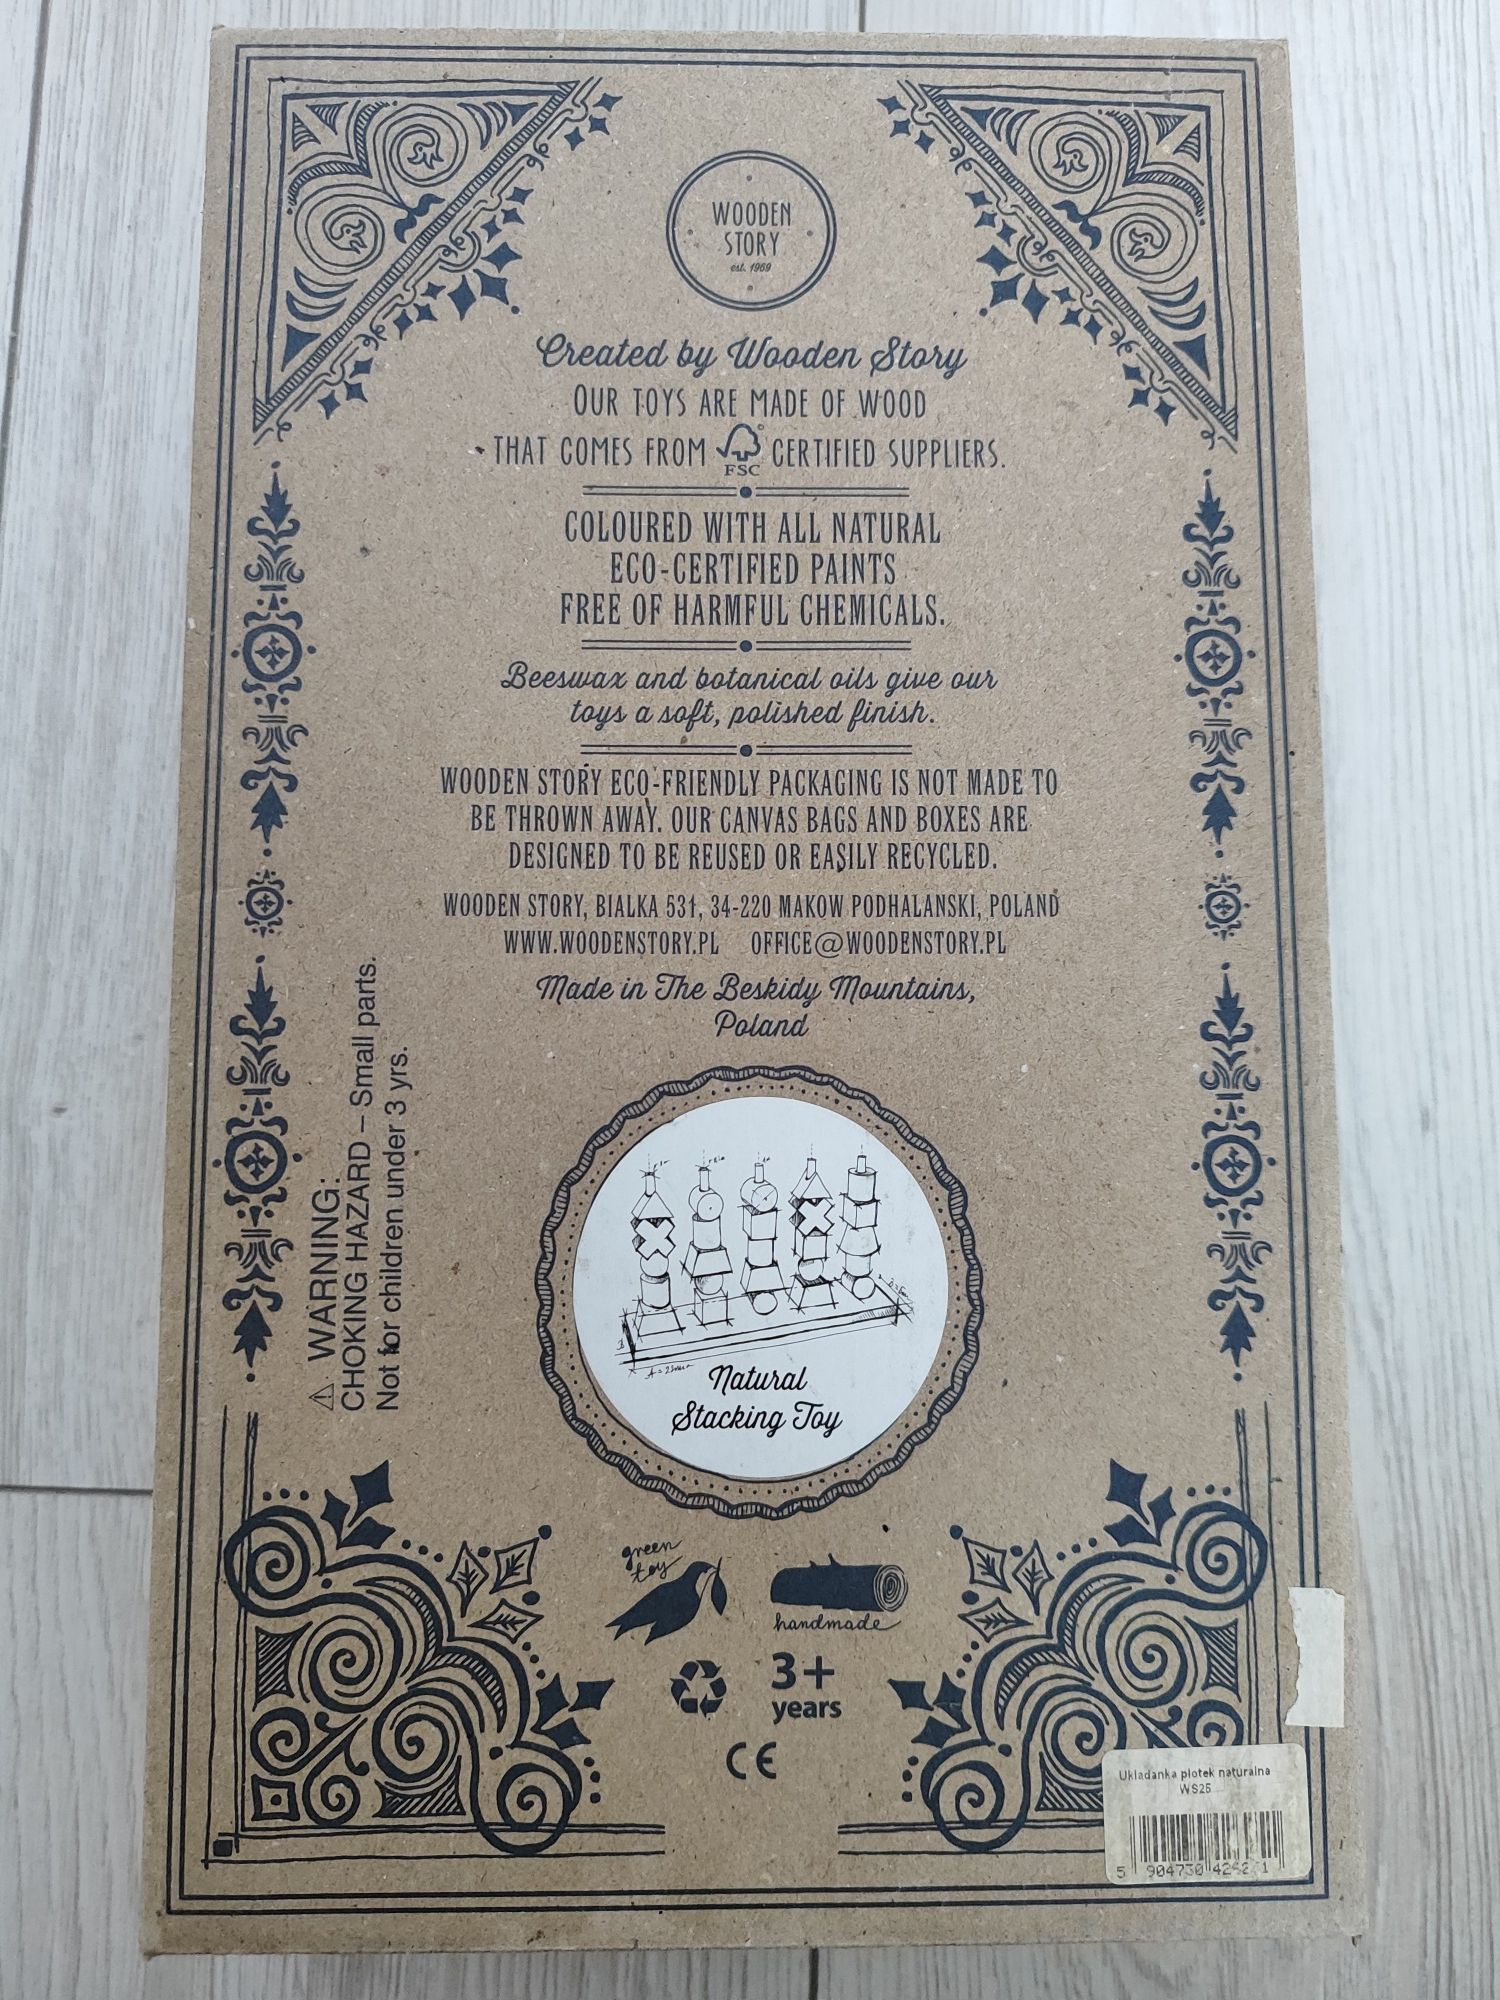 WOODEN
STORY
est. 1969
Created by Wooden Story
OUR TOYS ARE MADE OF WOOD
THAT COMES FROM FSC CERTIFIED SUPPLIERS.
COLOURED WITH ALL NATURAL
ECO-CERTIFIED PAINTS
FREE OF HARMFUL CHEMICALS.
Beeswax and botanical oils give our
toys a soft, polished finish.
WOODEN STORY ECO-FRIENDLY PACKAGING IS NOT MADE TO
BE THROWN AWAY. OUR CANVAS BAGS AND BOXES ARE
DESIGNED TO BE REUSED OR EASILY RECYCLED.
WOODEN STORY, BIALKA 531, 34-220 MAKOW PODHALANSKI, POLAND
WWW.WOODENSTORY.PL OFFICE@WOODENSTORY.PL
Made in The Beskidy Mountains,
Poland
⚠ WARNING:
CHOKING HAZARD – Small parts.
Not for children under 3 yrs.
Natural
Stacking Toy
green
toy
handmade
3+
years
CE
Układanka płotek naturalna
WS25
5 904730